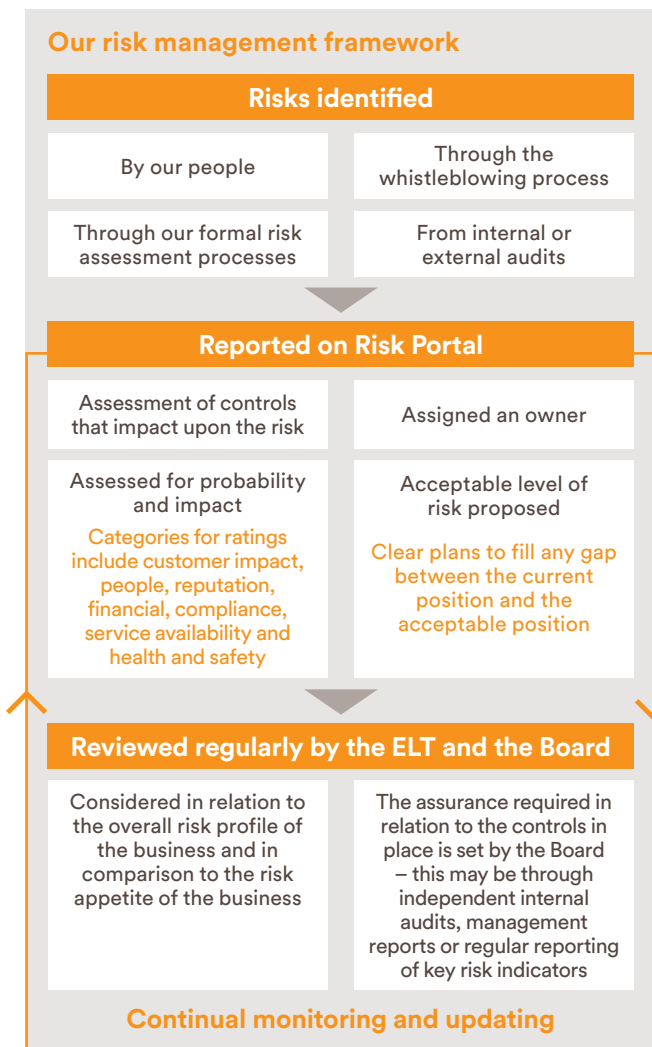 Our risk management framework
Risks identified
By our people
Through the
whistleblowing process
Through our formal risk
assessment processes
From internal or
external audits
Reported on Risk Portal
Assessment of controls
that impact upon the risk
Assigned an owner
Assessed for probability
and impact
Categories for ratings
include customer impact,
people, reputation,
financial, compliance,
service availability and
health and safety
Acceptable level of
risk proposed
Clear plans to fill any gap
between the current
position and the
acceptable position
Reviewed regularly by the ELT and the Board
Considered in relation to
the overall risk profile of
the business and in
comparison to the risk
appetite of the business
The assurance required in
relation to the controls in
place is set by the Board
– this may be through
independent internal
audits, management
reports or regular reporting
of key risk indicators
Continual monitoring and updating